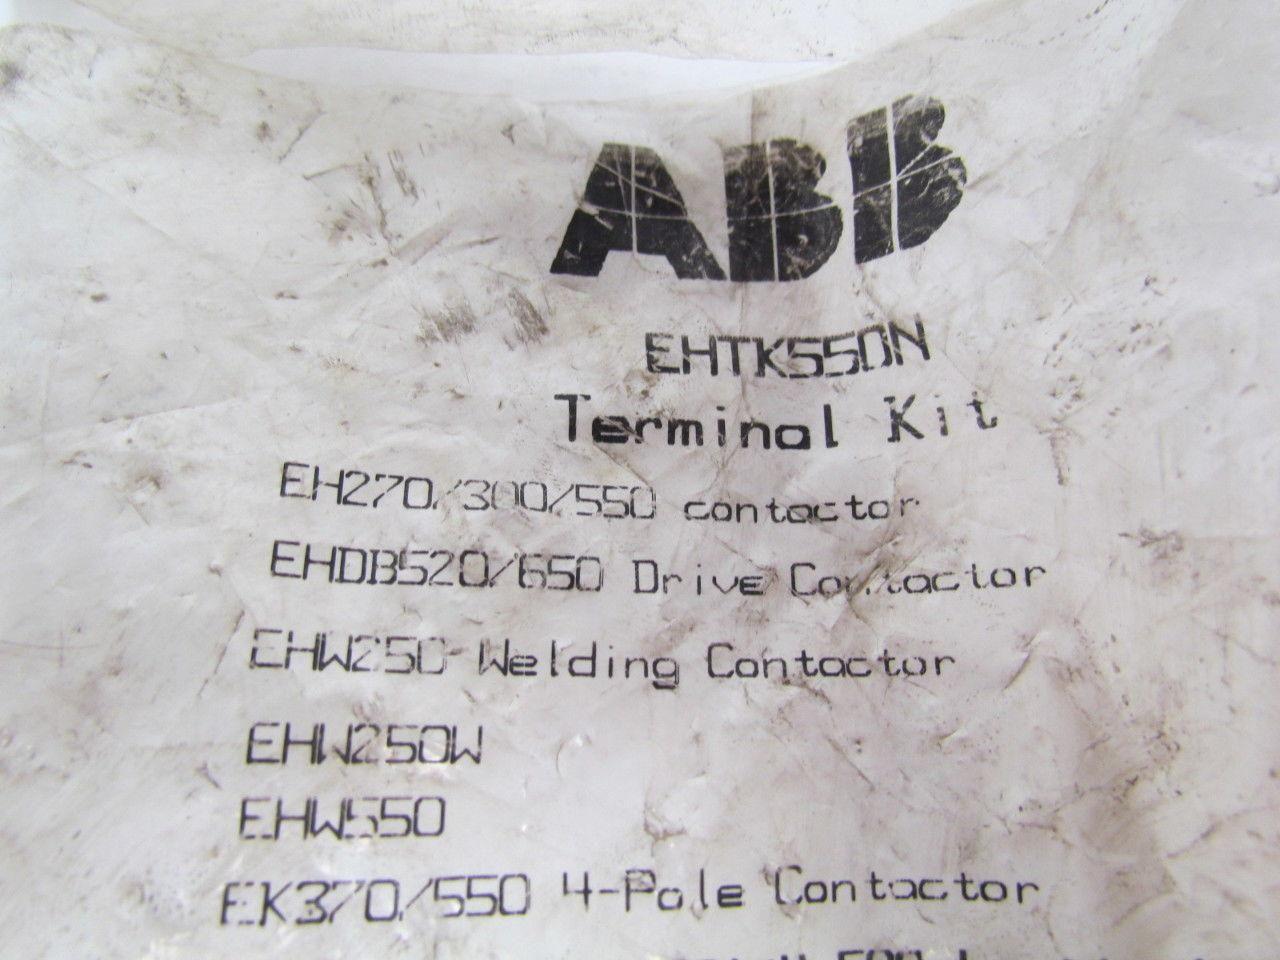 ABB
EHTK550N
Terminal Kit
EH270/300/550 contactor
EHDB520/650 Drive Contactor
EHW250 Welding Contactor
EHW250W
EHW550
EK370/550 4-Pole Contactor